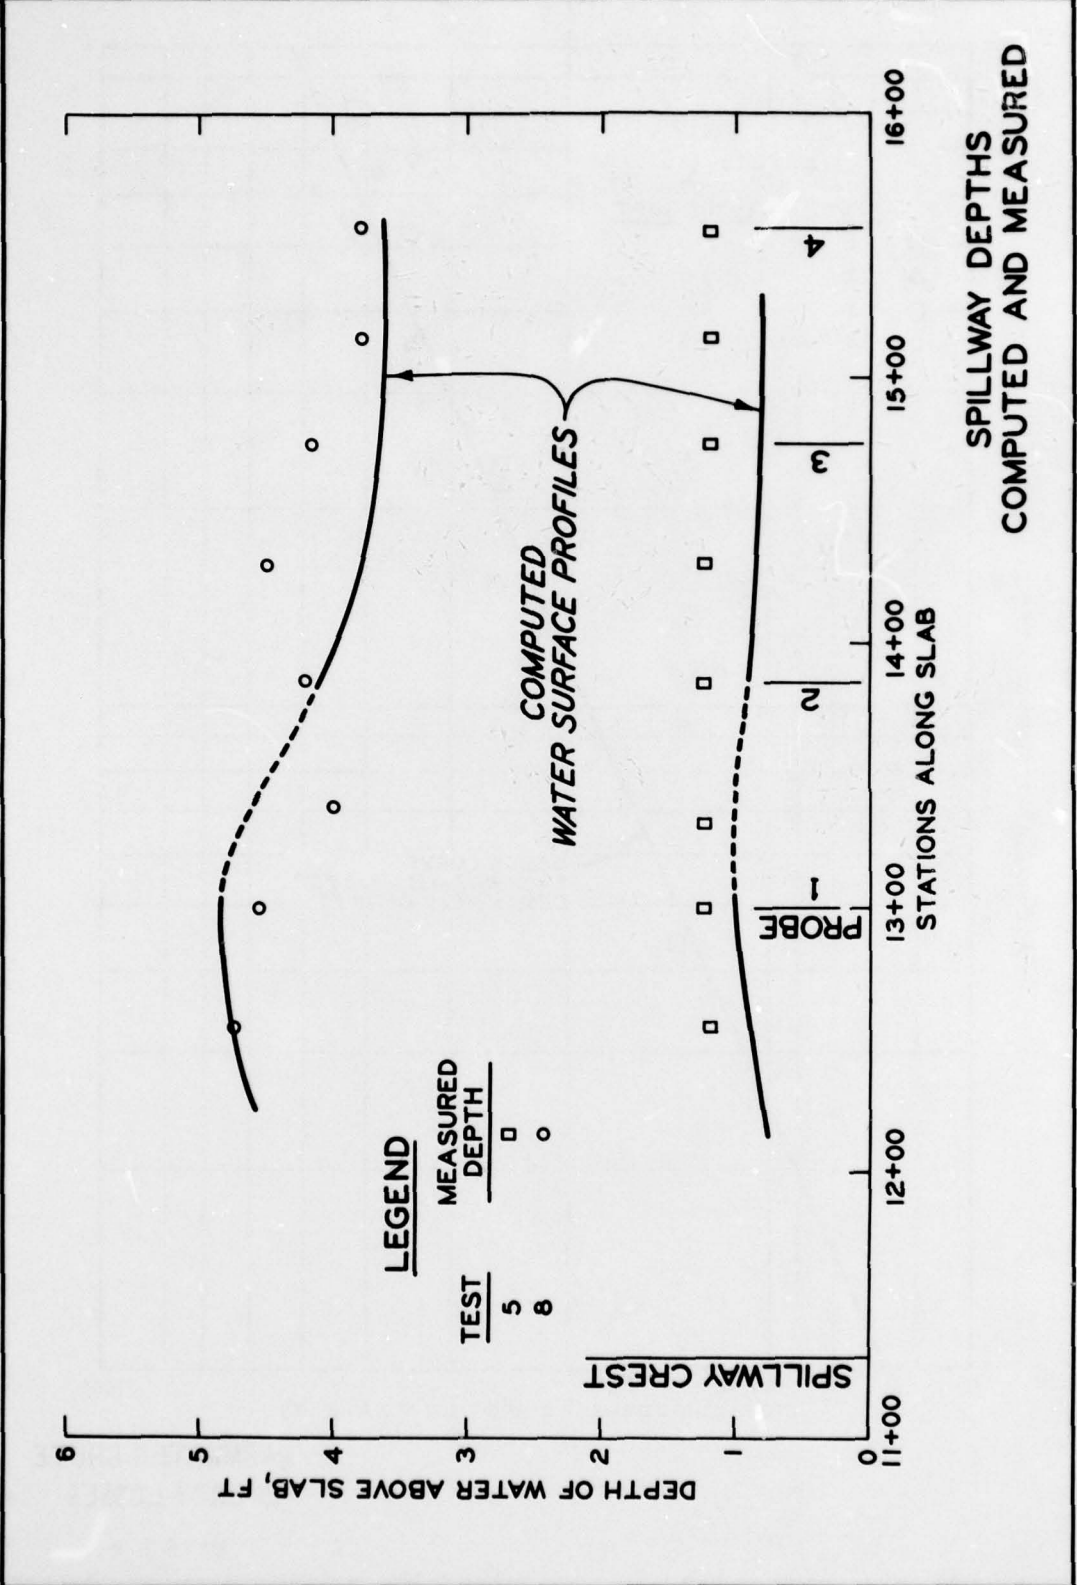 6
5
4
3
2
1
0
DEPTH OF WATER ABOVE SLAB, FT
11+00
12+00
13+00
14+00
15+00
16+00
STATIONS ALONG SLAB
SPILLWAY CREST
LEGEND
TEST
MEASURED
DEPTH
5
8
COMPUTED
WATER SURFACE PROFILES
PROBE
1
2
3
4
SPILLWAY DEPTHS
COMPUTED AND MEASURED